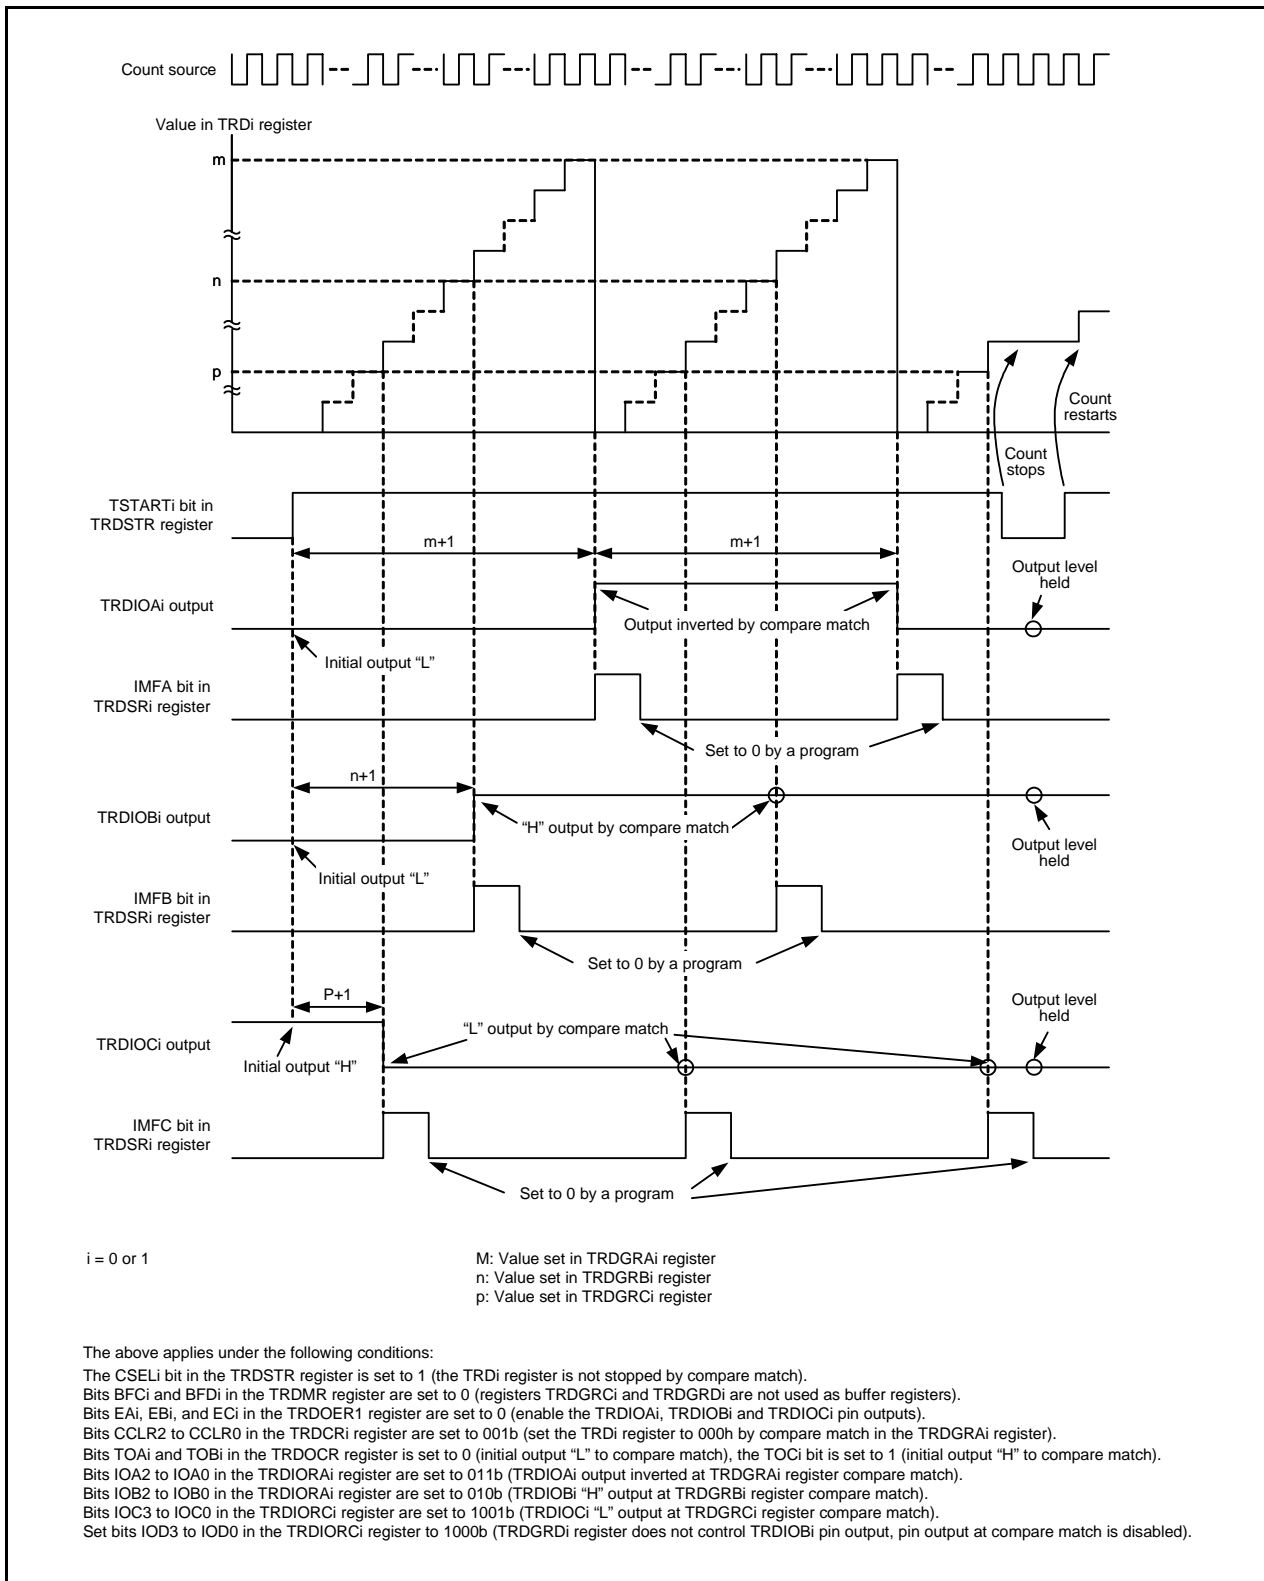 Count source
Value in TRDi register
m
n
p
Count
restarts
Count
stops
TSTARTi bit in
TRDSTR register
m+1
m+1
Output level
held
TRDIOAi output
Output inverted by compare match
Initial output “L”
IMFA bit in
TRDSRi register
Set to 0 by a program
n+1
TRDIOBi output
“H” output by compare match
Output level
held
Initial output “L”
IMFB bit in
TRDSRi register
Set to 0 by a program
P+1
Output level
held
“L” output by compare match
TRDIOCi output
Initial output “H”
IMFC bit in
TRDSRi register
Set to 0 by a program
i = 0 or 1
M: Value set in TRDGRAi register
n: Value set in TRDGRBi register
p: Value set in TRDGRCi register
The above applies under the following conditions:
The CSELi bit in the TRDSTR register is set to 1 (the TRDi register is not stopped by compare match).
Bits BFCi and BFDi in the TRDMR register are set to 0 (registers TRDGRCi and TRDGRDi are not used as buffer registers).
Bits EAi, EBi, and ECi in the TRDOER1 register are set to 0 (enable the TRDIOAi, TRDIOBi and TRDIOCi pin outputs).
Bits CCLR2 to CCLR0 in the TRDCRi register are set to 001b (set the TRDi register to 000h by compare match in the TRDGRAi register).
Bits TOAi and TOBi in the TRDOCR register is set to 0 (initial output “L” to compare match), the TOCi bit is set to 1 (initial output “H” to compare match).
Bits IOA2 to IOA0 in the TRDIORAi register are set to 011b (TRDIOAi output inverted at TRDGRAi register compare match).
Bits IOB2 to IOB0 in the TRDIORAi register are set to 010b (TRDIOBi “H” output at TRDGRBi register compare match).
Bits IOC3 to IOC0 in the TRDIORCi register are set to 1001b (TRDIOCi “L” output at TRDGRCi register compare match).
Set bits IOD3 to IOD0 in the TRDIORCi register to 1000b (TRDGRDi register does not control TRDIOBi pin output, pin output at compare match is disabled).